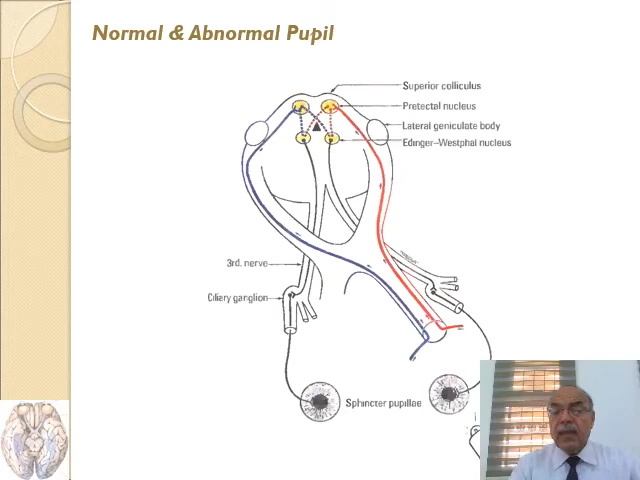 Normal & Abnormal Pupil
Superior colliculus
Pretectal nucleus
Lateral geniculate body
Edinger–Westphal nucleus
3rd. nerve
Ciliary ganglion
Sphincter pupillae